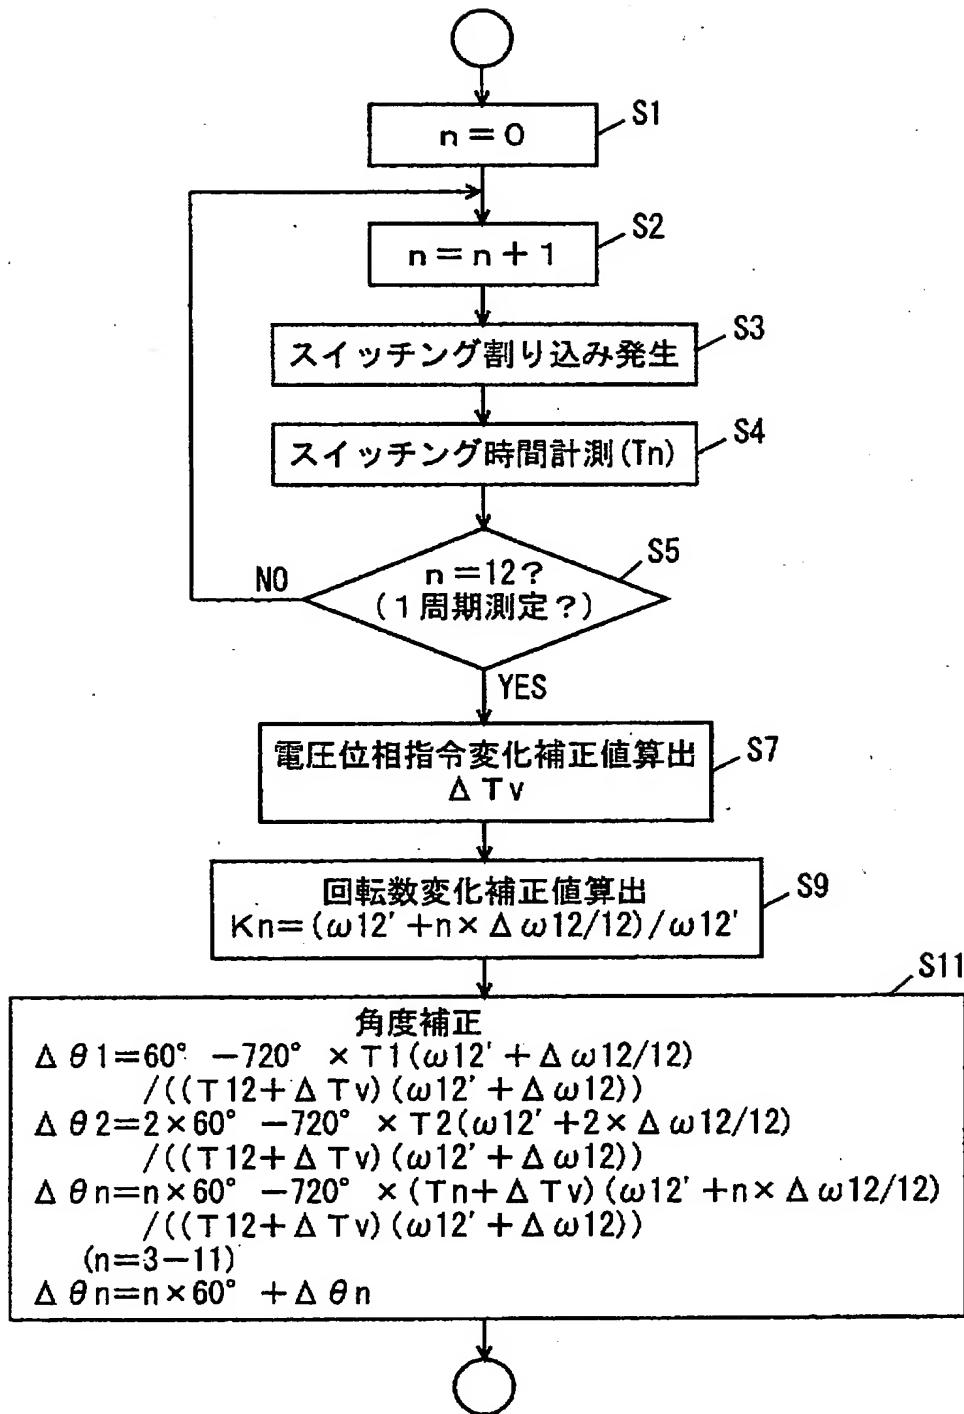 n=0
S1
n=n+1
S2
スイッチング割り込み発生
S3
スイッチング時間計測(Tn)
S4
n=12?
(1周期測定?)
S5
NO
YES
電圧位相指令変化補正値算出
ΔTv
S7
回転数変化補正値算出
Kn=(ω12'+n×Δω12/12)/ω12'
S9
S11
角度補正
Δθ1=60° -720° ×T1(ω12'+Δω12/12)
/((T12+ΔTv)(ω12'+Δω12))
Δθ2=2×60° -720° ×T2(ω12'+2×Δω12/12)
/((T12+ΔTv)(ω12'+Δω12))
Δθn=n×60° -720° ×(Tn+ΔTv)(ω12'+n×Δω12/12)
/((T12+ΔTv)(ω12'+Δω12))
(n=3-11)
Δθn=n×60° +Δθn